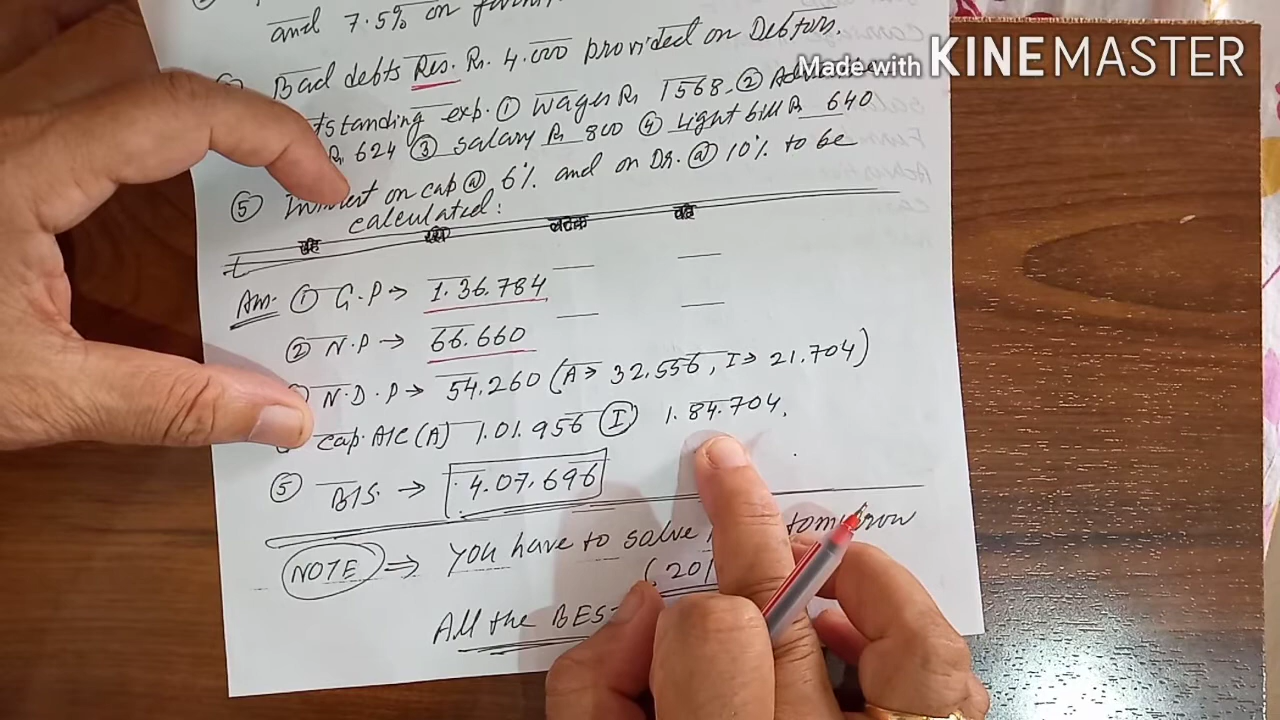 and 7.5% on
Made with KINEMASTER
Bad debts Res. Rs. 4.000 provided on Debtors.
tstanding exp. ① wages Rs 1568. ②
Rs 624 ③ salary Rs 800 ④ Light bill Rs 640
⑤ Interest on cap @ 6% and on Dr. @ 10% to be
calculated:
Ans. ① G.P → 1.36.784
② N.P → 66.660
N.D.P → 54.260 (A → 32.556, I → 21.704)
cap. A/c (A) 1.01.956 (I) 1.84.704.
⑤ B/S. → 4.07.696
NOTE ⇒ you have to solve tomorrow
(20/
All the BEST